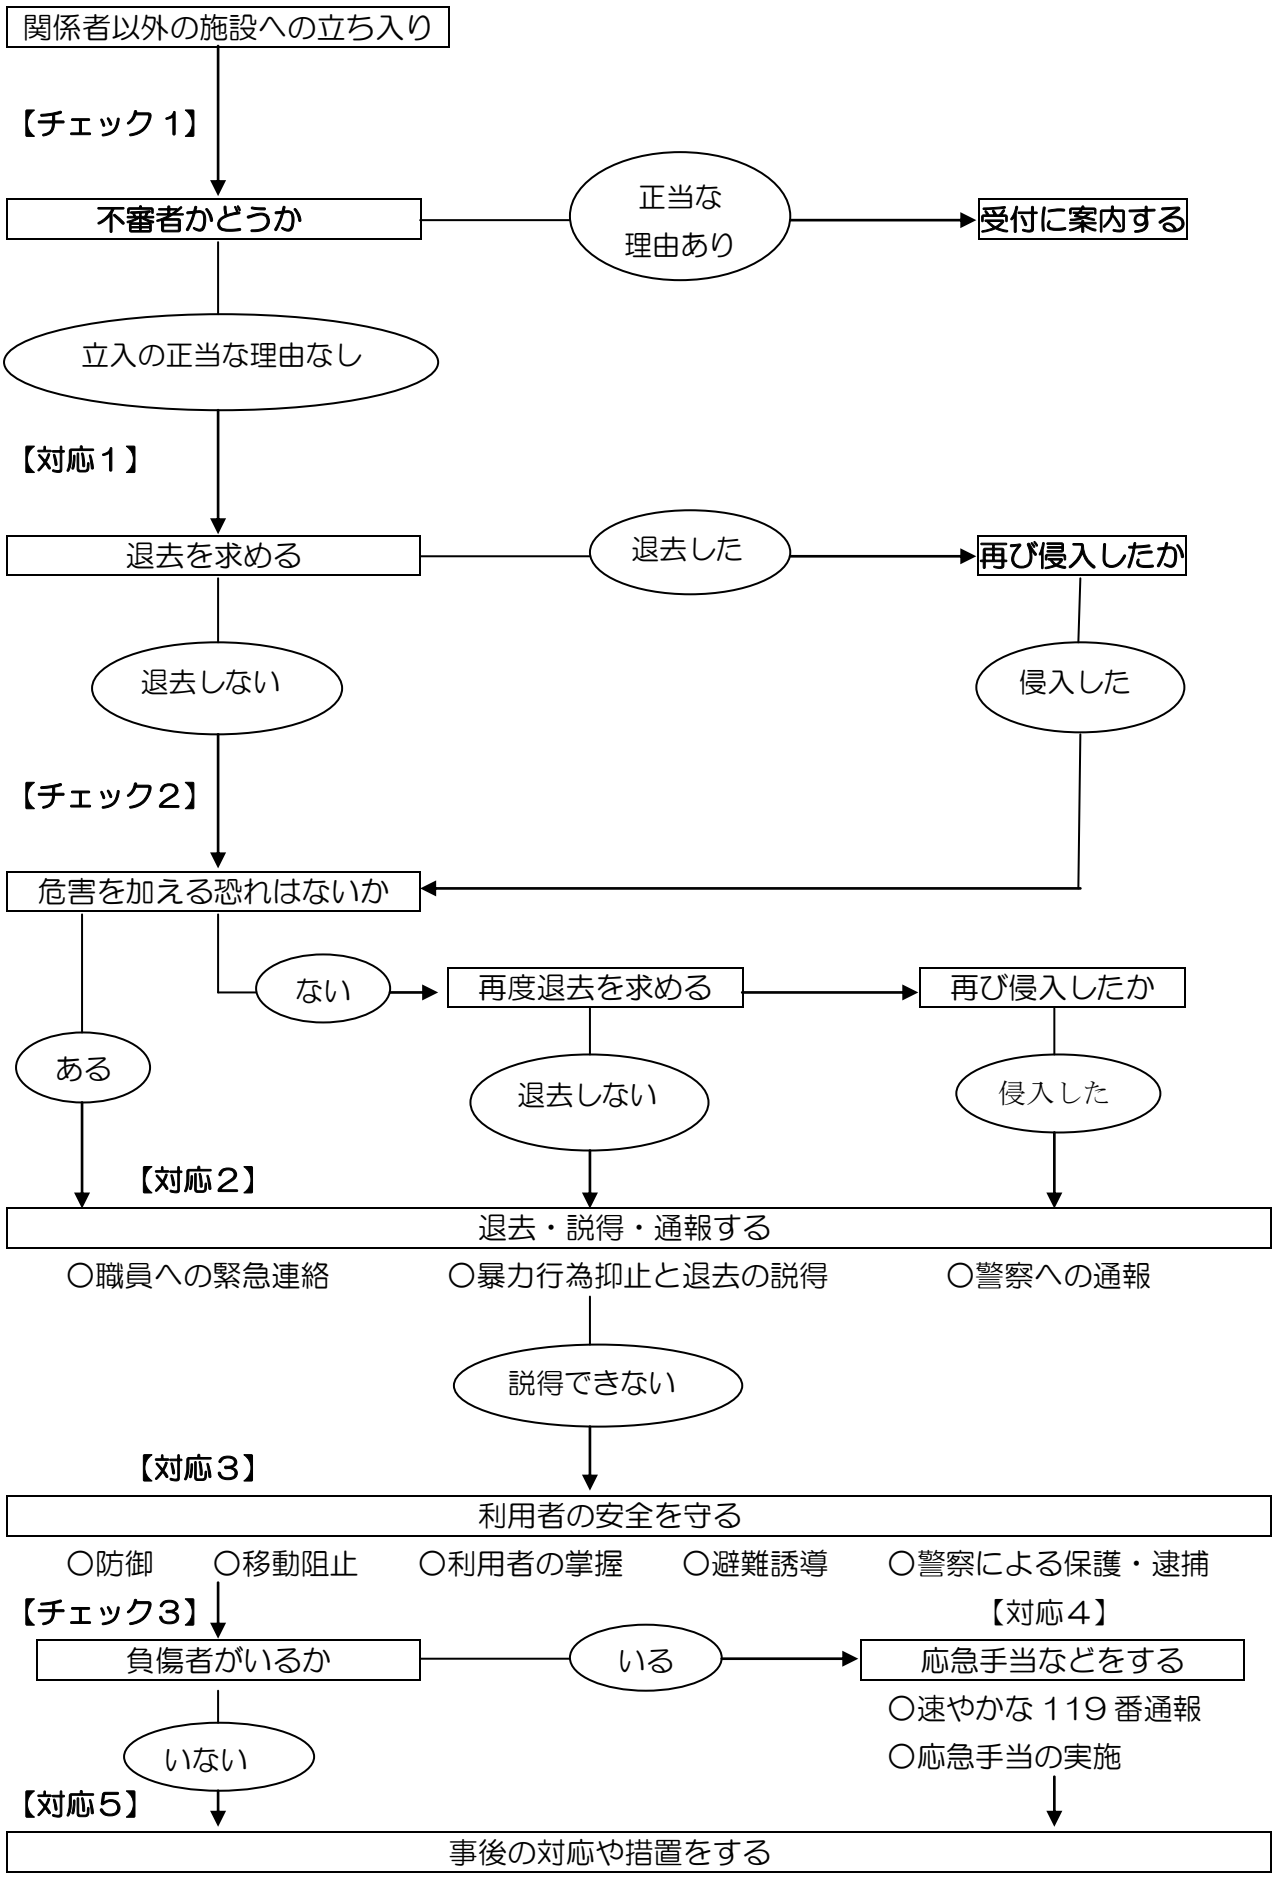 関係者以外の施設への立ち入り
【チェック1】
正当な
理由あり
不審者かどうか
受付に案内する
立入の正当な理由なし
【対応1】
退去を求める
退去した
再び侵入したか
退去しない
侵入した
【チェック2】
危害を加える恐れはないか
ない
再度退去を求める
再び侵入したか
ある
退去しない
侵入した
【対応2】
退去・説得・通報する
○職員への緊急連絡 ○暴力行為抑止と退去の説得 ○警察への通報
説得できない
【対応3】
利用者の安全を守る
○防御 ○移動阻止 ○利用者の掌握 ○避難誘導 ○警察による保護・逮捕
【チェック3】
【対応4】
負傷者がいるか
いる
応急手当などをする
○速やかな119番通報
いない
○応急手当の実施
【対応5】
事後の対応や措置をする